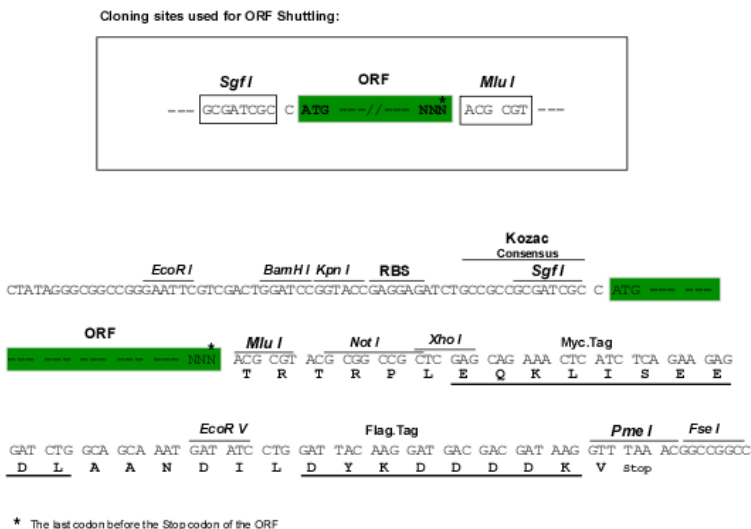 Cloning sites used for ORF Shuttling:
Sgf I ORF Mlu I
*
--- GCGATCGC C ATG ---//--- NNN ACG CGT ---
Kozac
Consensus
EcoR I BamH I Kpn I RBS Sgf I
CTATAGGGCGGCCGGGAATTCGTCGACTGGATCCGGTACCGAGGAGATCTGCCGCCGCGATCGC C ATG --- ---
ORF
* Mlu I Not I Xho I Myc.Tag
--- --- --- --- --- NNN ACG CGT ACG CGG CCG CTC GAG CAG AAA CTC ATC TCA GAA GAG
T R T R P L E Q K L I S E E
EcoR V Flag.Tag Pme I Fse I
GAT CTG GCA GCA AAT GAT ATC CTG GAT TAC AAG GAT GAC GAC GAT AAG GTT TAA ACGGCCGGCC
D L A A N D I L D Y K D D D D K V Stop
* The last codon before the Stop codon of the ORF